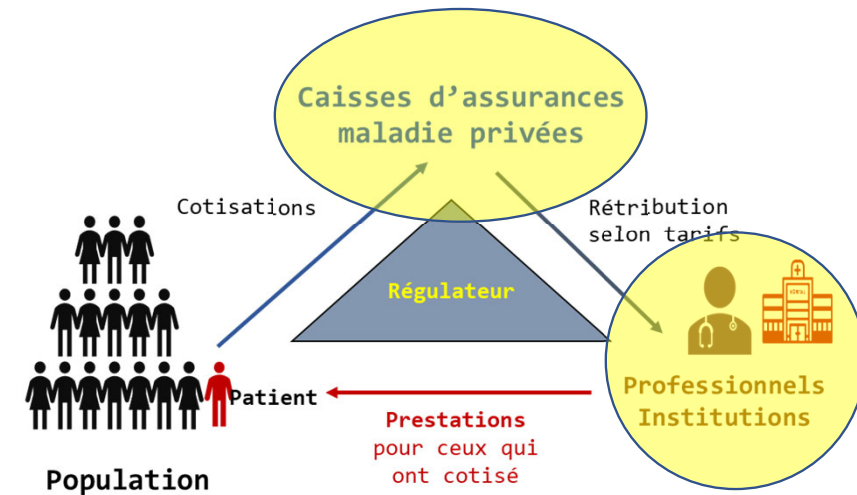 Caisses d’assurances
maladie privées
Cotisations
Rétribution
selon tarifs
Régulateur
Patient
Professionnels
Institutions
Prestations
pour ceux qui
ont cotisé
Population